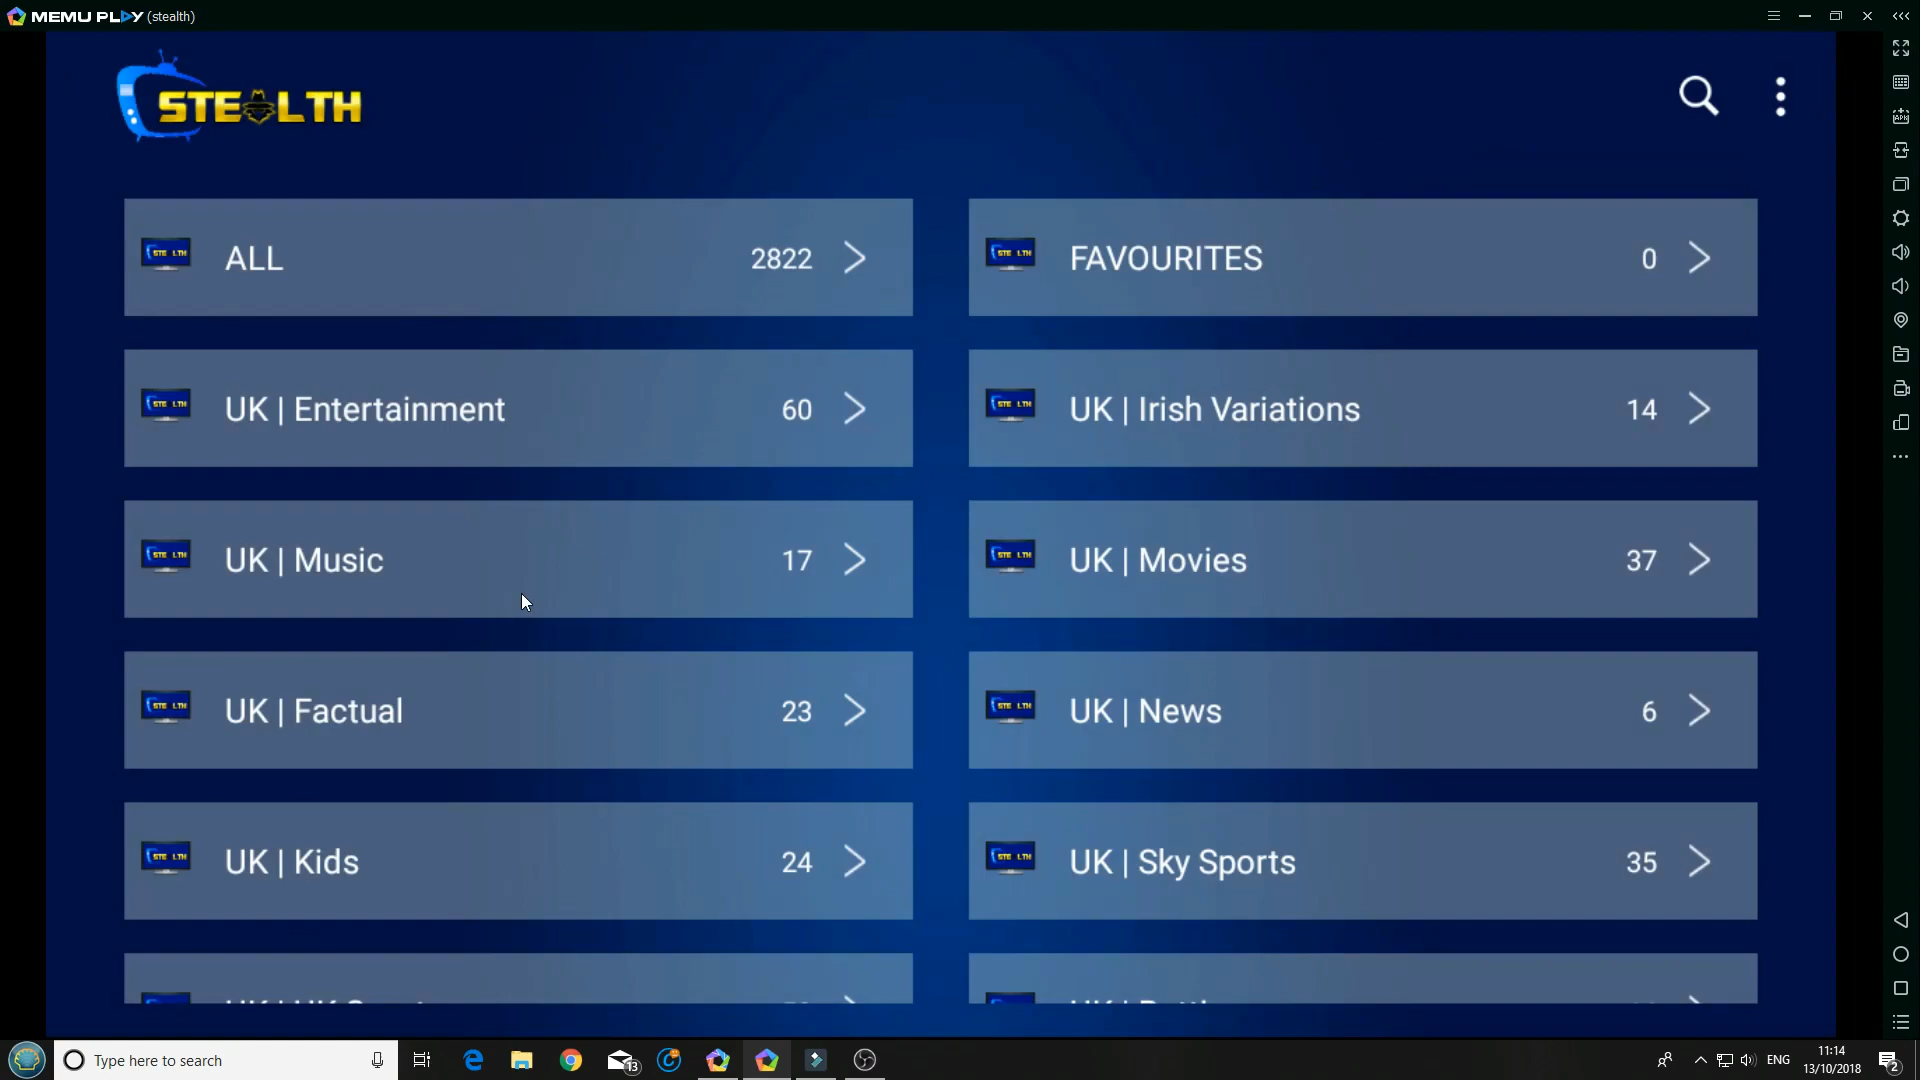 MEMU PLAY (stealth)
STEALTH
ALL 2822
FAVOURITES 0
UK | Entertainment 60
UK | Irish Variations 14
UK | Music 17
UK | Movies 37
UK | Factual 23
UK | News 6
UK | Kids 24
UK | Sky Sports 35
Type here to search
13
ENG
11:14
13/10/2018
2